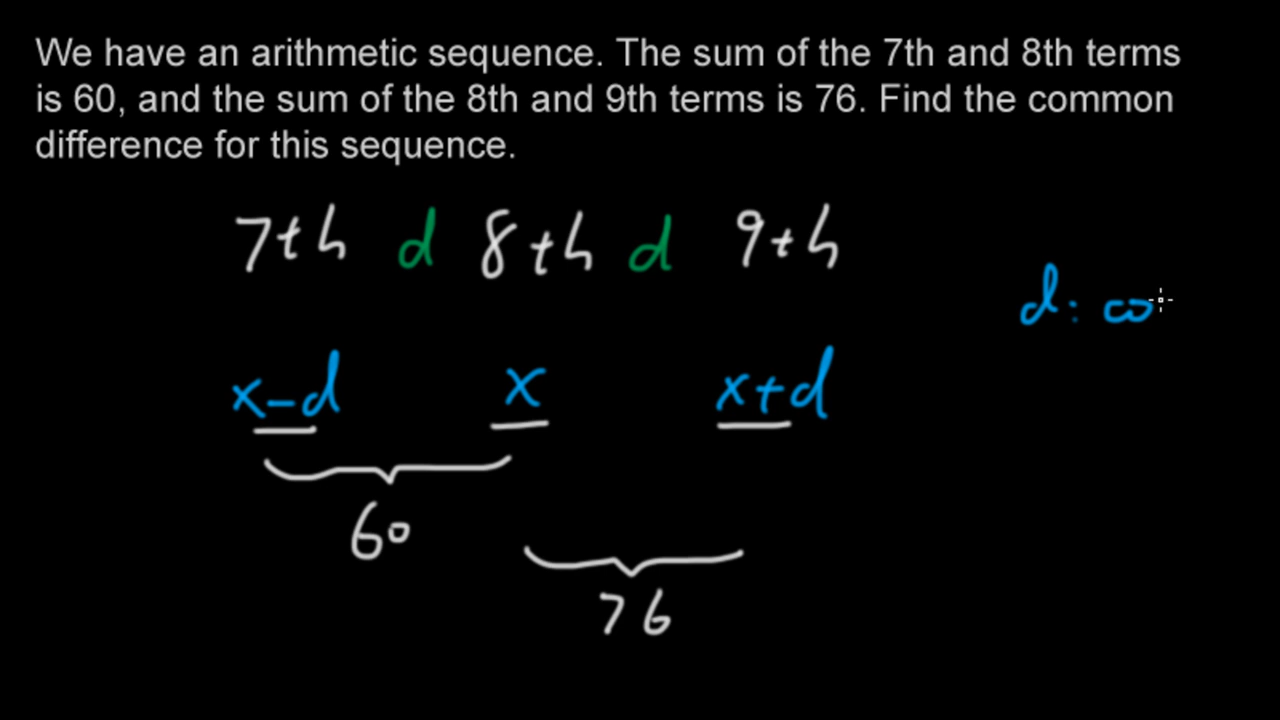 We have an arithmetic sequence. The sum of the 7th and 8th terms
is 60, and the sum of the 8th and 9th terms is 76. Find the common
difference for this sequence.
7th d 8th d 9th
d: co
x-d x x+d
60
76